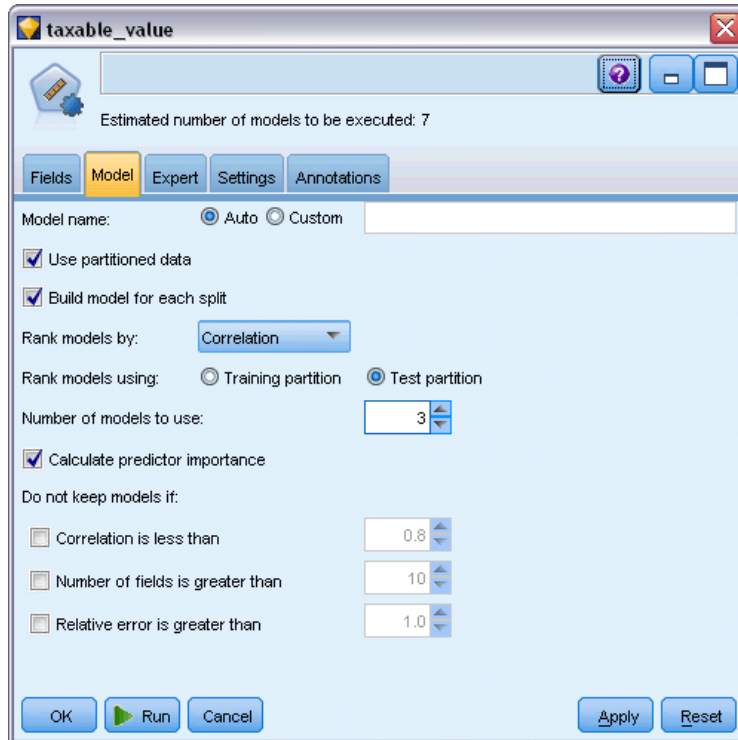 taxable_value
Estimated number of models to be executed: 7
Fields Model Expert Settings Annotations
Model name: Auto Custom
Use partitioned data
Build model for each split
Rank models by: Correlation
Rank models using: Training partition Test partition
Number of models to use: 3
Calculate predictor importance
Do not keep models if:
Correlation is less than 0.8
Number of fields is greater than 10
Relative error is greater than 1.0
OK Run Cancel Apply Reset